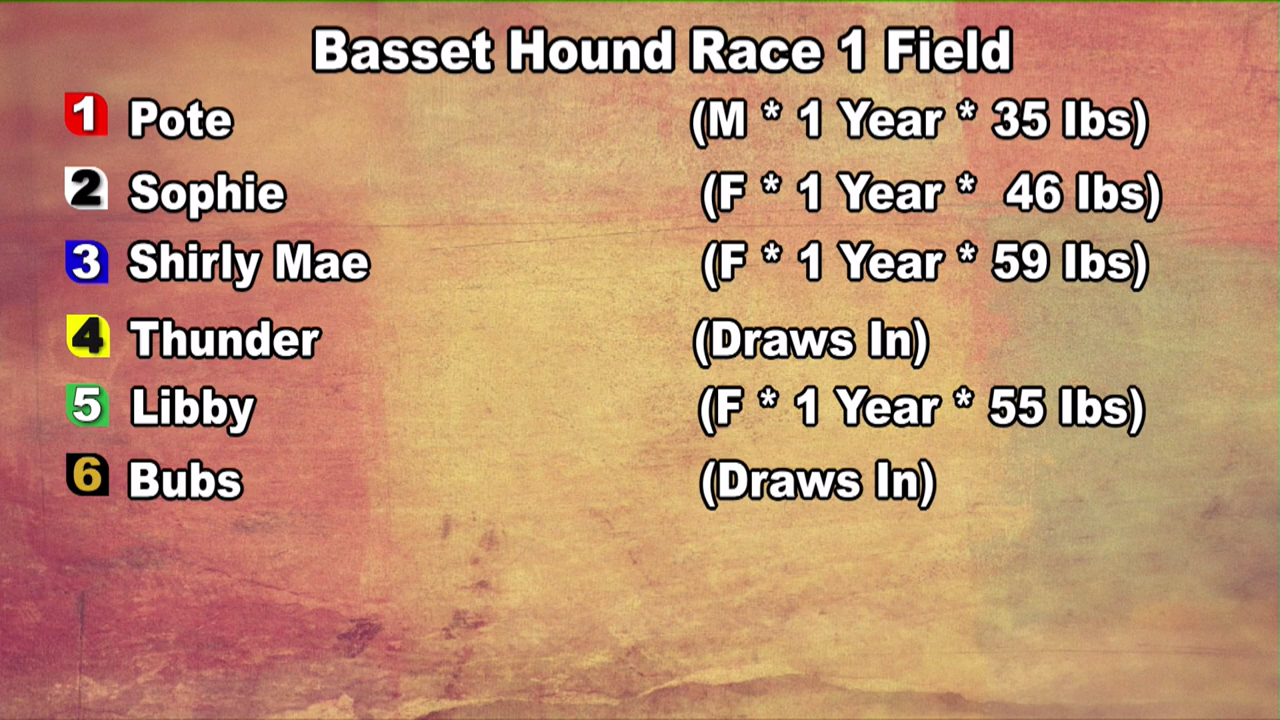 Basset Hound Race 1 Field
1 Pote (M * 1 Year * 35 lbs)
2 Sophie (F * 1 Year * 46 lbs)
3 Shirly Mae (F * 1 Year * 59 lbs)
4 Thunder (Draws In)
5 Libby (F * 1 Year * 55 lbs)
6 Bubs (Draws In)